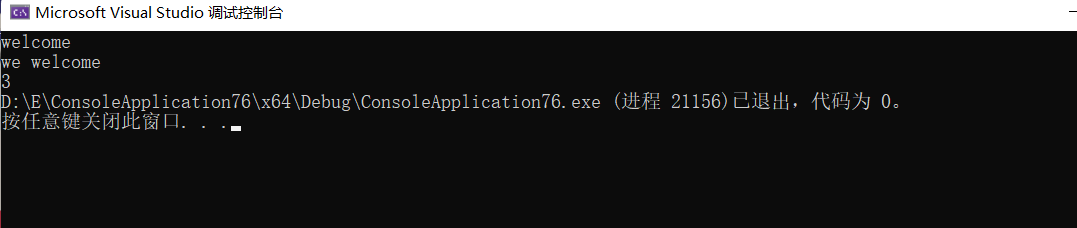 Microsoft Visual Studio 调试控制台
welcome
we welcome
3
D:\E\ConsoleApplication76\x64\Debug\ConsoleApplication76.exe (进程 21156)已退出，代码为 0。
按任意键关闭此窗口. . .